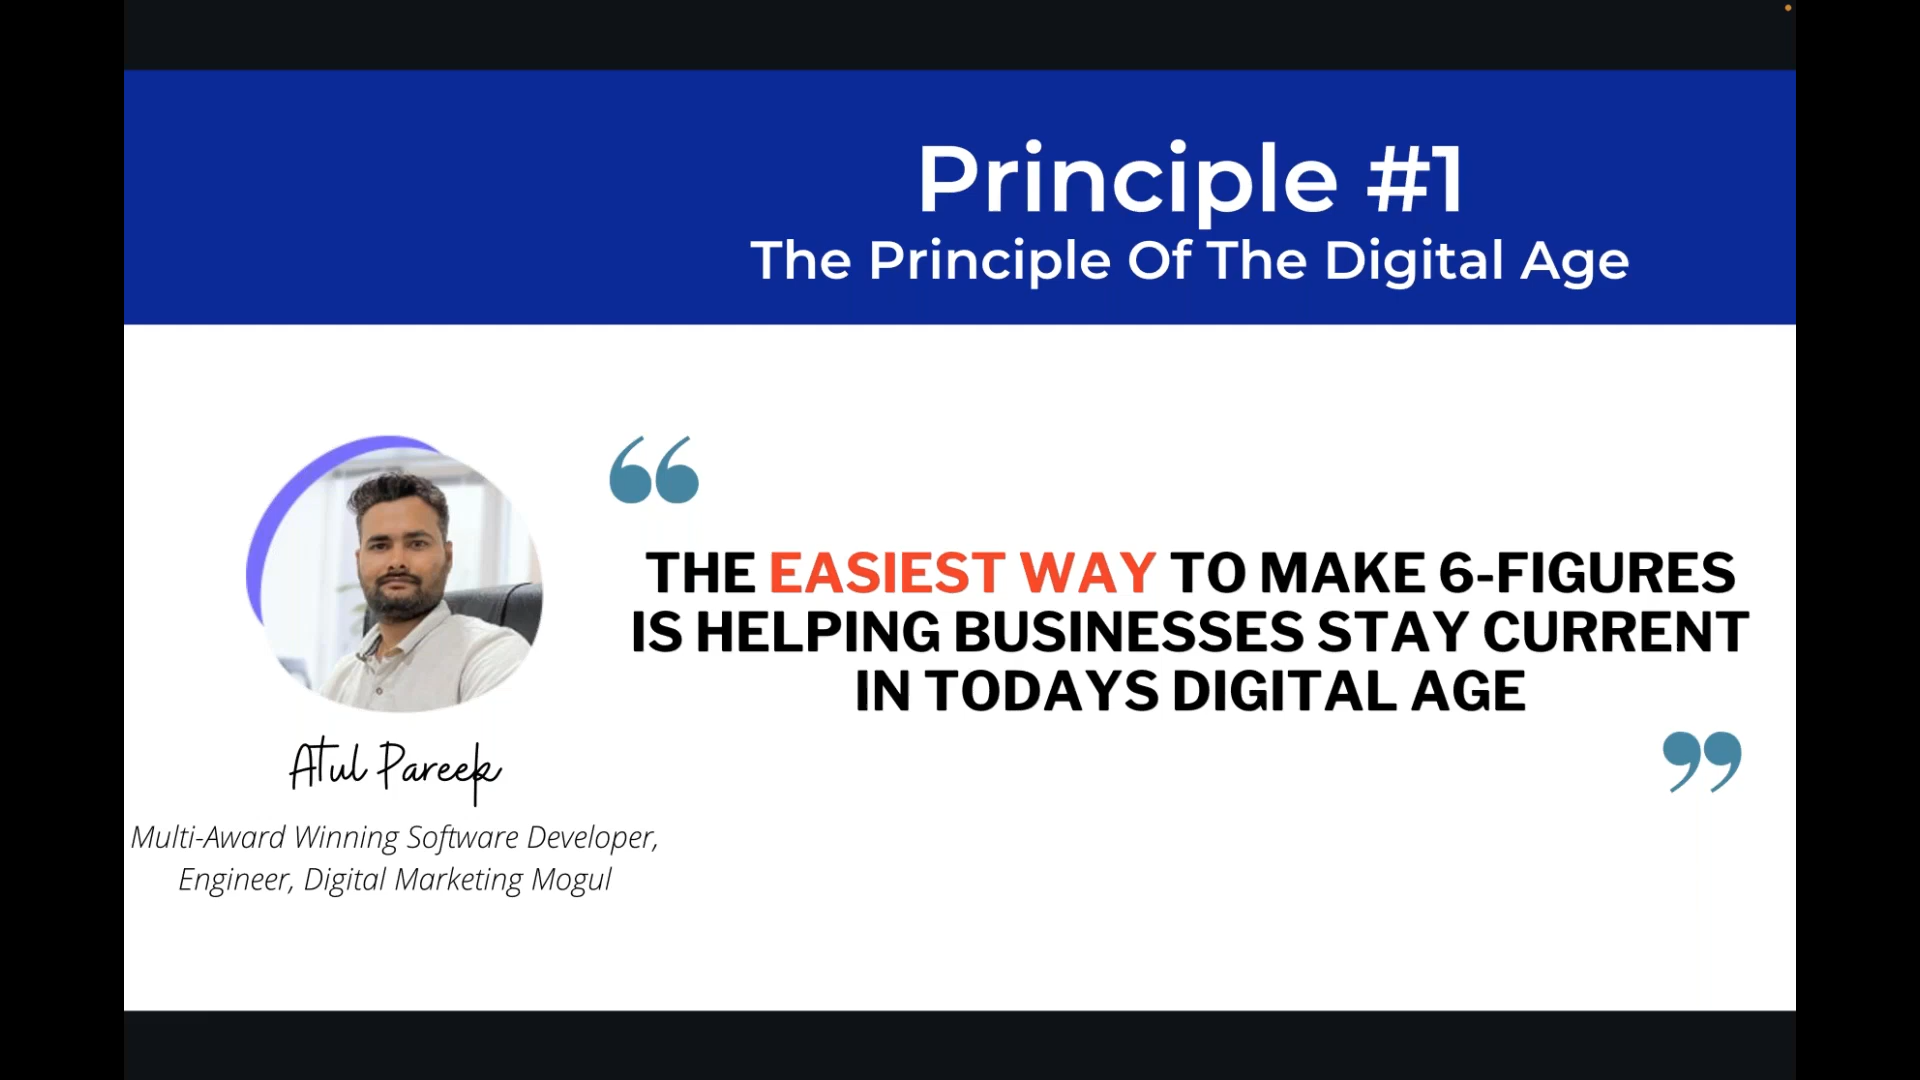 Principle #1
The Principle Of The Digital Age
THE EASIEST WAY TO MAKE 6-FIGURES
IS HELPING BUSINESSES STAY CURRENT
IN TODAYS DIGITAL AGE
Atul Pareek
Multi-Award Winning Software Developer,
Engineer, Digital Marketing Mogul